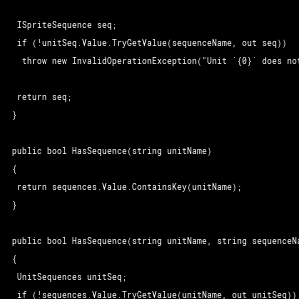 ISpriteSequence seq;
if (!unitSeq.Value.TryGetValue(sequenceName, out seq))
throw new InvalidOperationException("Unit `{0}` does not
return seq;
}
public bool HasSequence(string unitName)
{
return sequences.Value.ContainsKey(unitName);
}
public bool HasSequence(string unitName, string sequenceNa
{
UnitSequences unitSeq;
if (!sequences.Value.TryGetValue(unitName, out unitSeq))